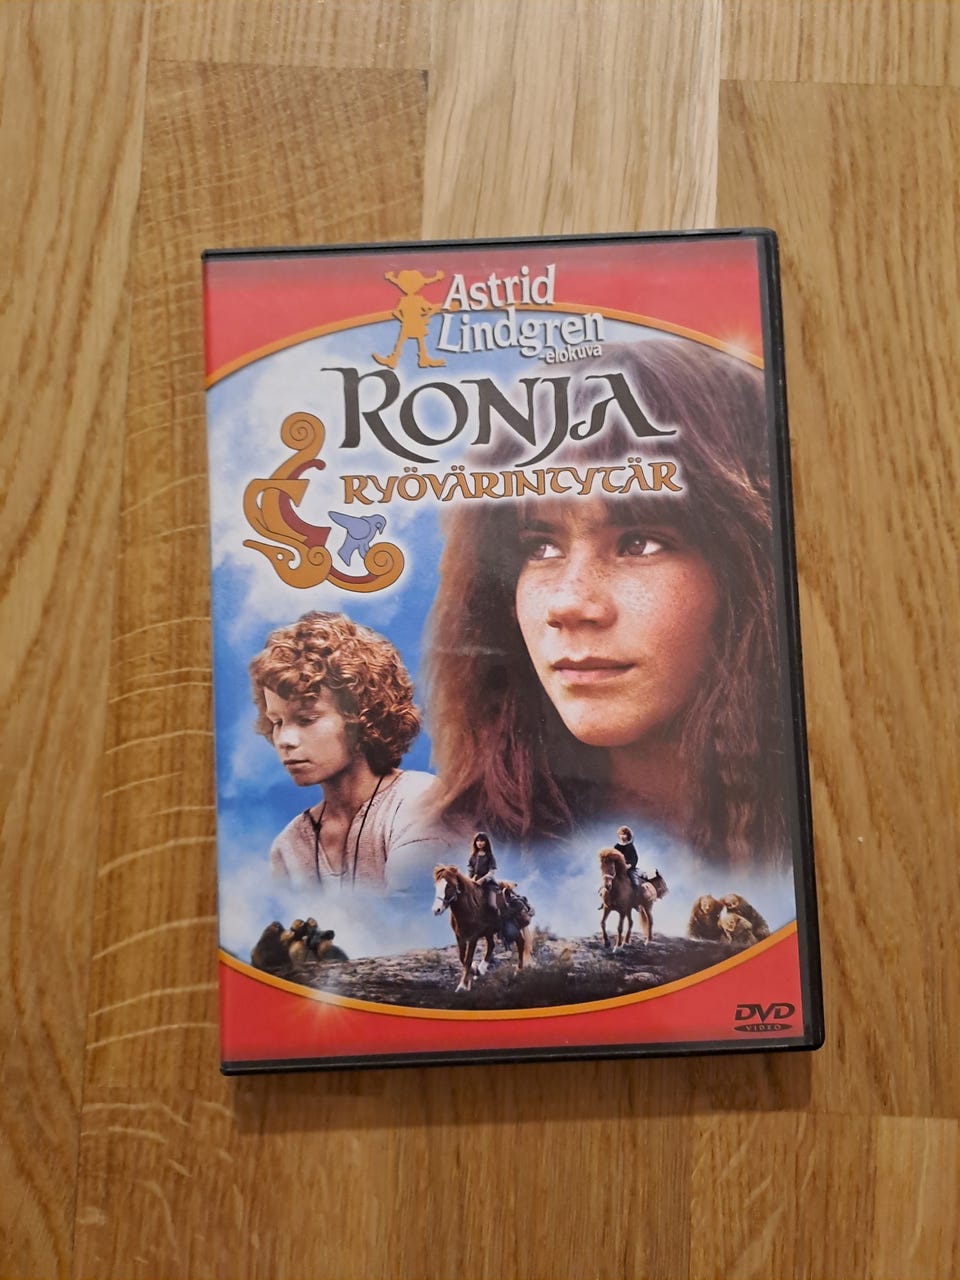 Astrid
Lindgren
-elokuva
RONJA
RYÖVÄRINTYTÄR
DVD
VIDEO